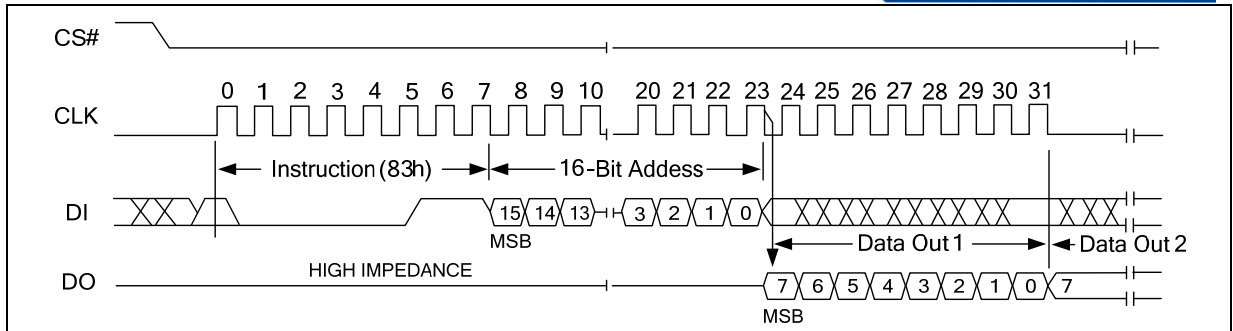 CS#
0 1 2 3 4 5 6 7 8 9 10 20 21 22 23 24 25 26 27 28 29 30 31
CLK
Instruction (83h) 16-Bit Addess
DI 15 14 13 3 2 1 0
MSB
Data Out 1 Data Out 2
HIGH IMPEDANCE
DO 7 6 5 4 3 2 1 0 7
MSB